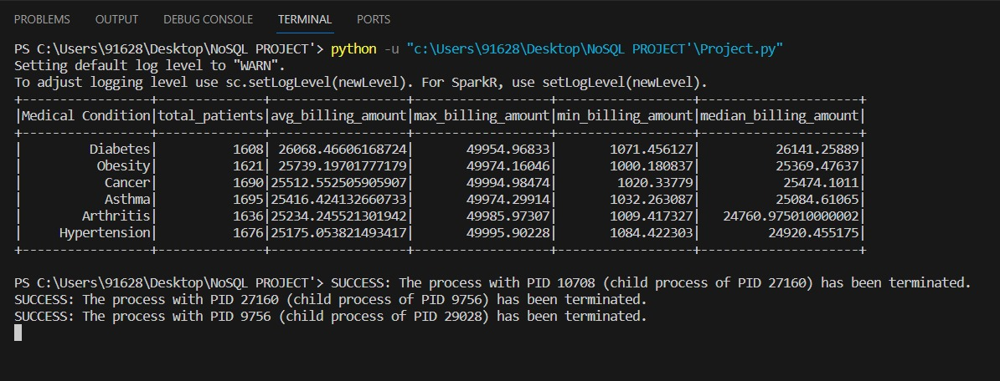 PROBLEMS OUTPUT DEBUG CONSOLE TERMINAL PORTS
PS C:\Users\91628\Desktop\NoSQL PROJECT'> python -u "c:\Users\91628\Desktop\NoSQL PROJECT'\Project.py"
Setting default log level to "WARN".
To adjust logging level use sc.setLogLevel(newLevel). For SparkR, use setLogLevel(newLevel).
+-----------------+--------------+------------------+------------------+------------------+---------------------+
|Medical Condition|total_patients|avg_billing_amount|max_billing_amount|min_billing_amount|median_billing_amount|
+-----------------+--------------+------------------+------------------+------------------+---------------------+
|         Diabetes|          1608| 26068.46606168724|       49954.96833|       1071.456127|          26141.25889|
|          Obesity|          1621| 25739.19701777179|       49974.16046|       1000.180837|          25369.47637|
|           Cancer|          1690|25512.552505905907|       49994.98474|        1020.33779|           25474.1011|
|           Asthma|          1695|25416.424132660733|       49974.29914|       1032.263087|          25084.61065|
|        Arthritis|          1636|25234.245521301942|       49985.97307|       1009.417327|   24760.975010000002|
|     Hypertension|          1676|25175.053821493417|       49995.90228|       1084.422303|         24920.455175|
+-----------------+--------------+------------------+------------------+------------------+---------------------+
PS C:\Users\91628\Desktop\NoSQL PROJECT'> SUCCESS: The process with PID 10708 (child process of PID 27160) has been terminated.
SUCCESS: The process with PID 27160 (child process of PID 9756) has been terminated.
SUCCESS: The process with PID 9756 (child process of PID 29028) has been terminated.